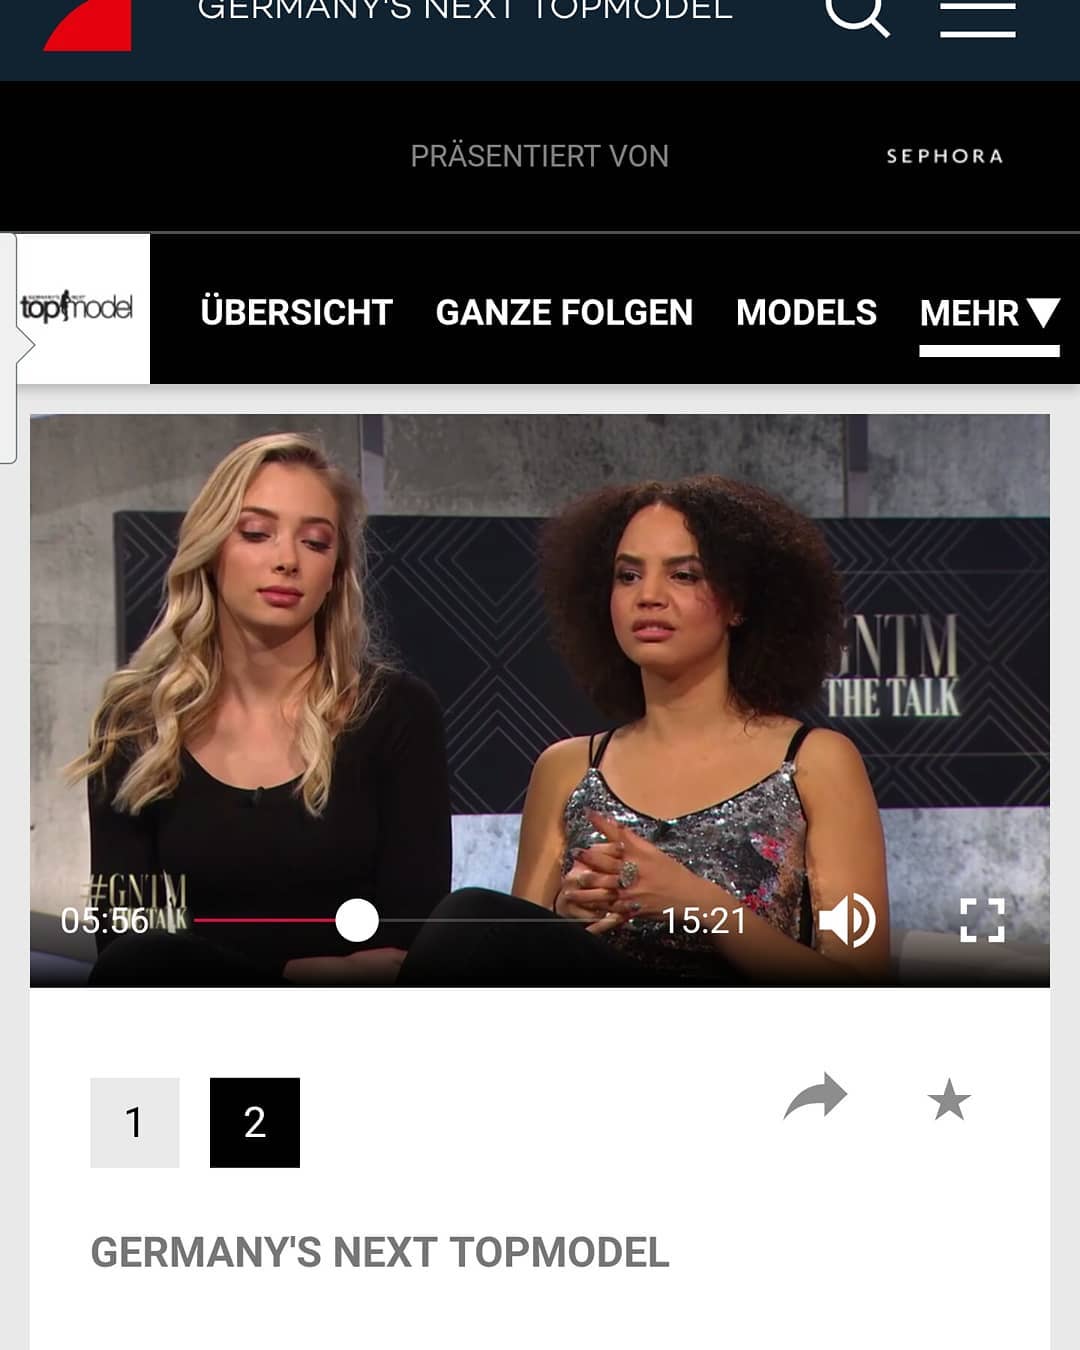 GERMANY'S NEXT TOPMODEL
PRÄSENTIERT VON
SEPHORA
topmodel
ÜBERSICHT GANZE FOLGEN MODELS MEHR ▼
GNTM
THE TALK
#GNTM
TALK
05:56 15:21
1 2
GERMANY'S NEXT TOPMODEL